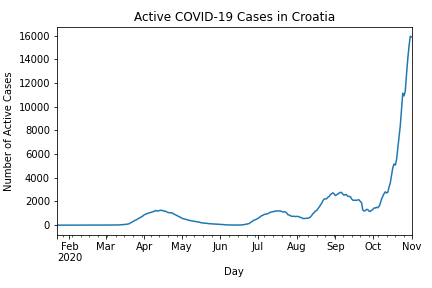 Active COVID-19 Cases in Croatia
Number of Active Cases
16000
14000
12000
10000
8000
6000
4000
2000
0
Feb Mar Apr May Jun Jul Aug Sep Oct Nov
2020
Day